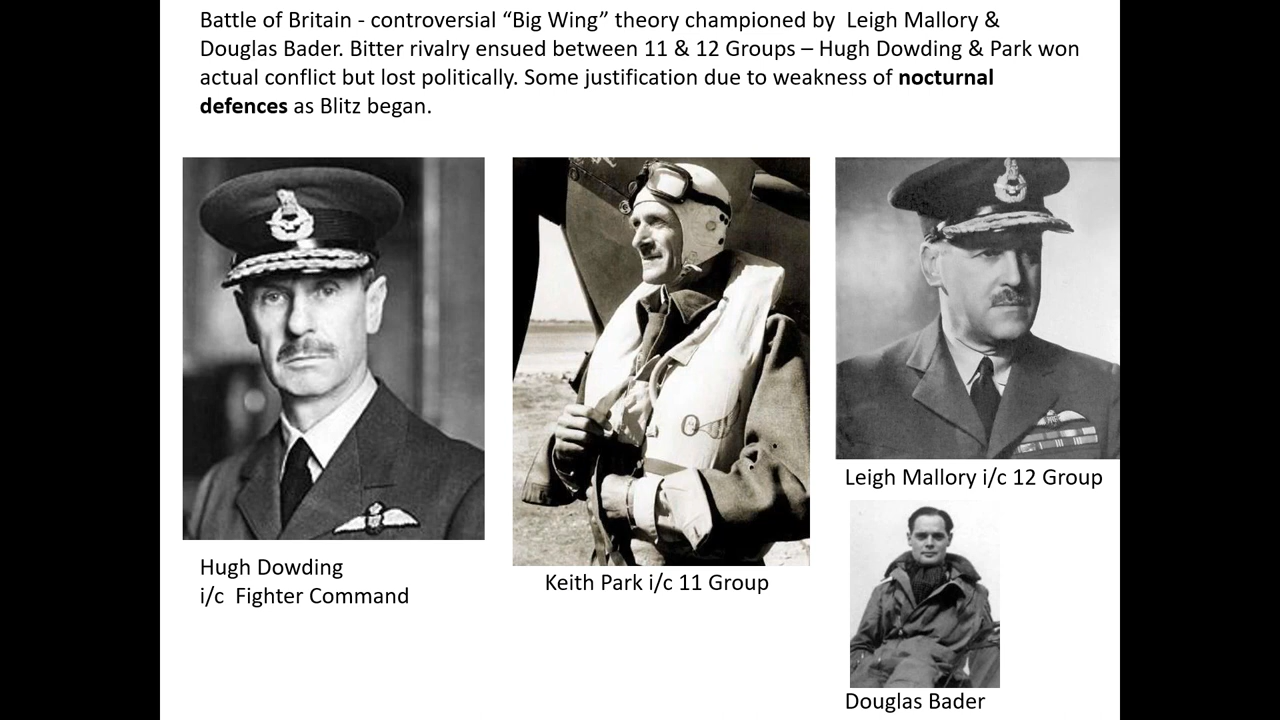 Battle of Britain - controversial “Big Wing” theory championed by  Leigh Mallory &
Douglas Bader. Bitter rivalry ensued between 11 & 12 Groups – Hugh Dowding & Park won
actual conflict but lost politically. Some justification due to weakness of nocturnal
defences as Blitz began.
Hugh Dowding
i/c  Fighter Command
Keith Park i/c 11 Group
Leigh Mallory i/c 12 Group
Douglas Bader